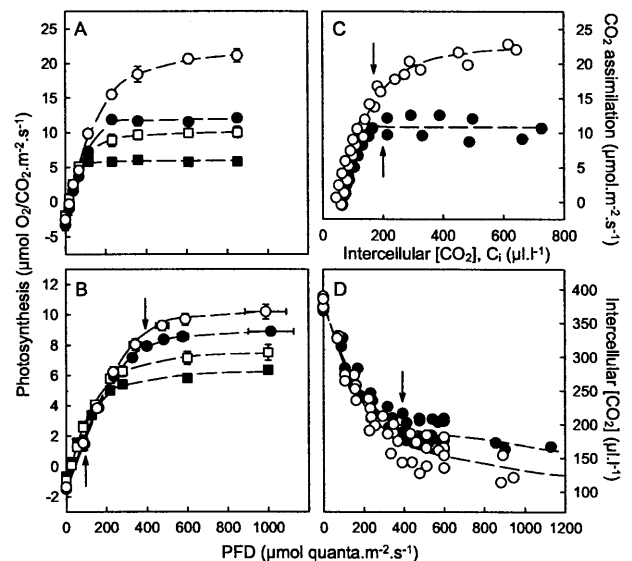 A
C
25
20
15
10
5
0
-5
25
20
15
10
5
0
CO2 assimilation (μmol.m-2.s-1)
0 200 400 600 800
Intercellular [CO2], Ci (μl.l-1)
Photosynthesis (μmol O2/CO2.m-2.s-1)
B
D
12
10
8
6
4
2
0
-2
400
350
300
250
200
150
100
Intercellular [CO2] (μl.l-1)
0 200 400 600 800 1000
0 200 400 600 800 1000 1200
PFD (μmol quanta.m-2.s-1)